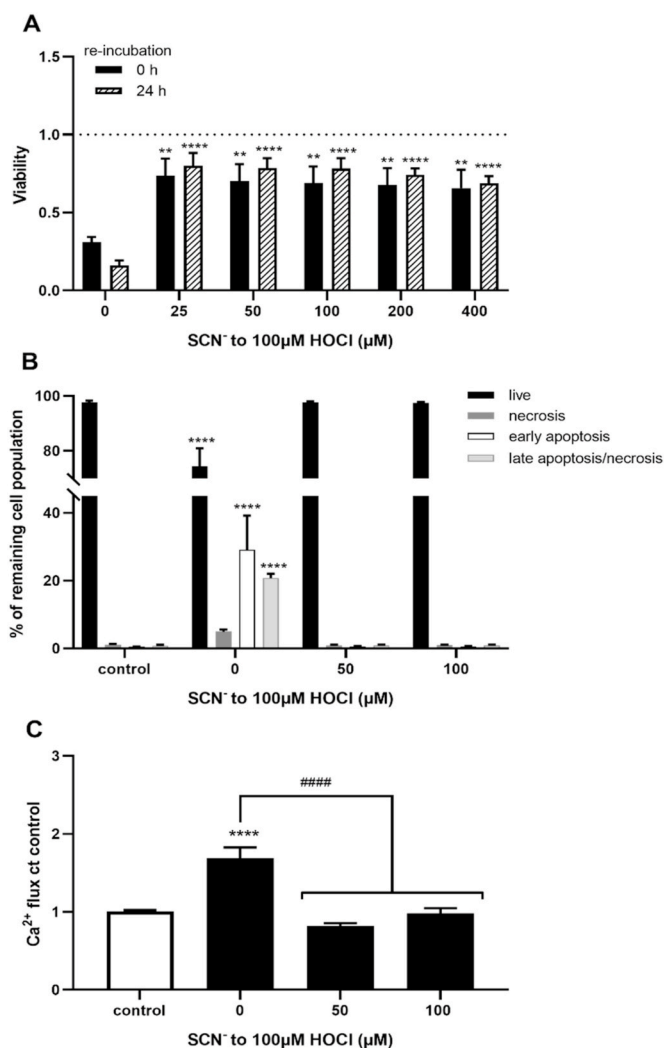 A
re-incubation
0 h
24 h
Viability
1.5
1.0
0.5
0.0
** **** ** **** ** **** ** **** ** ****
0 25 50 100 200 400
SCN⁻ to 100µM HOCl (µM)
B
% of remaining cell population
100
80
40
20
0
live
necrosis
early apoptosis
late apoptosis/necrosis
****
****
****
control 0 50 100
SCN⁻ to 100µM HOCl (µM)
C
Ca²⁺ flux ct control
3
2
1
0
####
****
control 0 50 100
SCN⁻ to 100µM HOCl (µM)